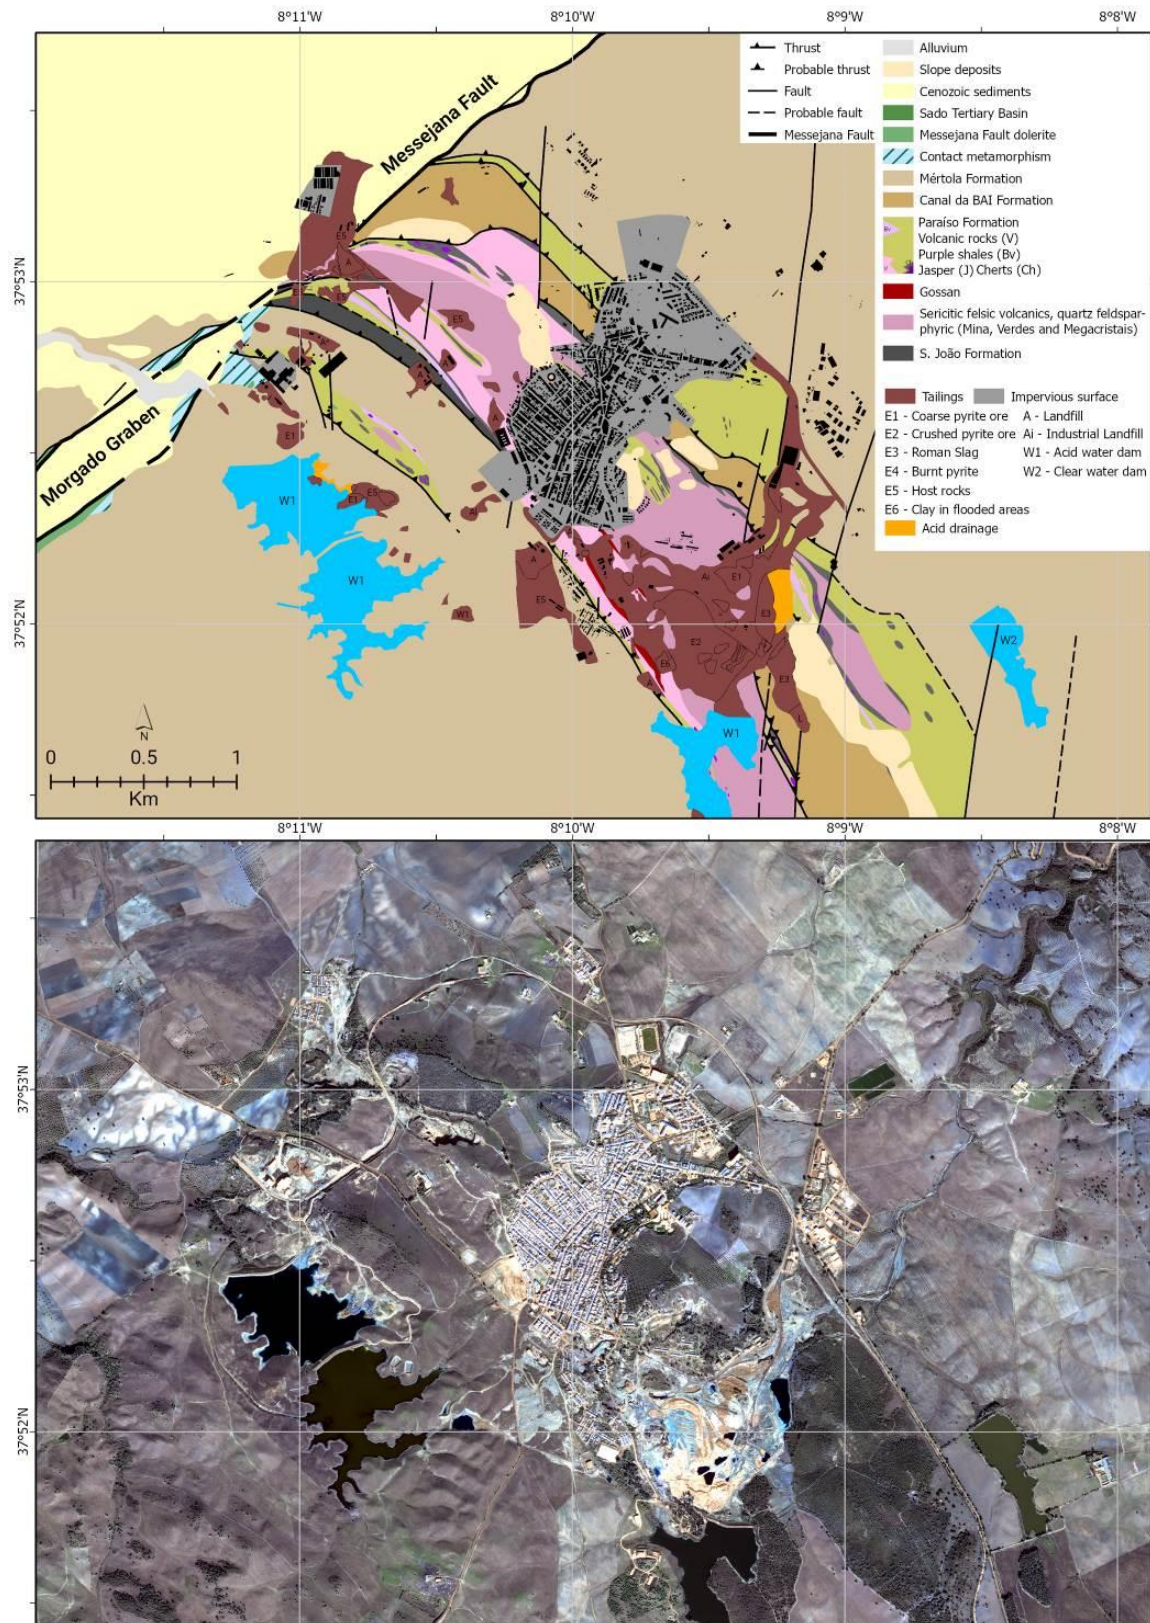 8°11'W 8°10'W 8°9'W 8°8'W
37°53'N
37°52'N
Messejana Fault
Morgado Graben
Thrust
Probable thrust
Fault
Probable fault
Messejana Fault
Alluvium
Slope deposits
Cenozoic sediments
Sado Tertiary Basin
Messejana Fault dolerite
Contact metamorphism
Mértola Formation
Canal da BAI Formation
Paraíso Formation
Volcanic rocks (V)
Purple shales (Bv)
Jasper (J) Cherts (Ch)
Gossan
Sericitic felsic volcanics, quartz feldspar-
phyric (Mina, Verdes and Megacristais)
S. João Formation
Tailings Impervious surface
E1 - Coarse pyrite ore A - Landfill
E2 - Crushed pyrite ore Ai - Industrial Landfill
E3 - Roman Slag W1 - Acid water dam
E4 - Burnt pyrite W2 - Clear water dam
E5 - Host rocks
E6 - Clay in flooded areas
Acid drainage
E5
A
E5
E5
A
E1
W1
E1
E5
W1
W1
A
E5
Ai
E1
E3
E2
E6
A
E3
W1
W2
N
0 0.5 1
Km
8°11'W 8°10'W 8°9'W 8°8'W
37°53'N
37°52'N